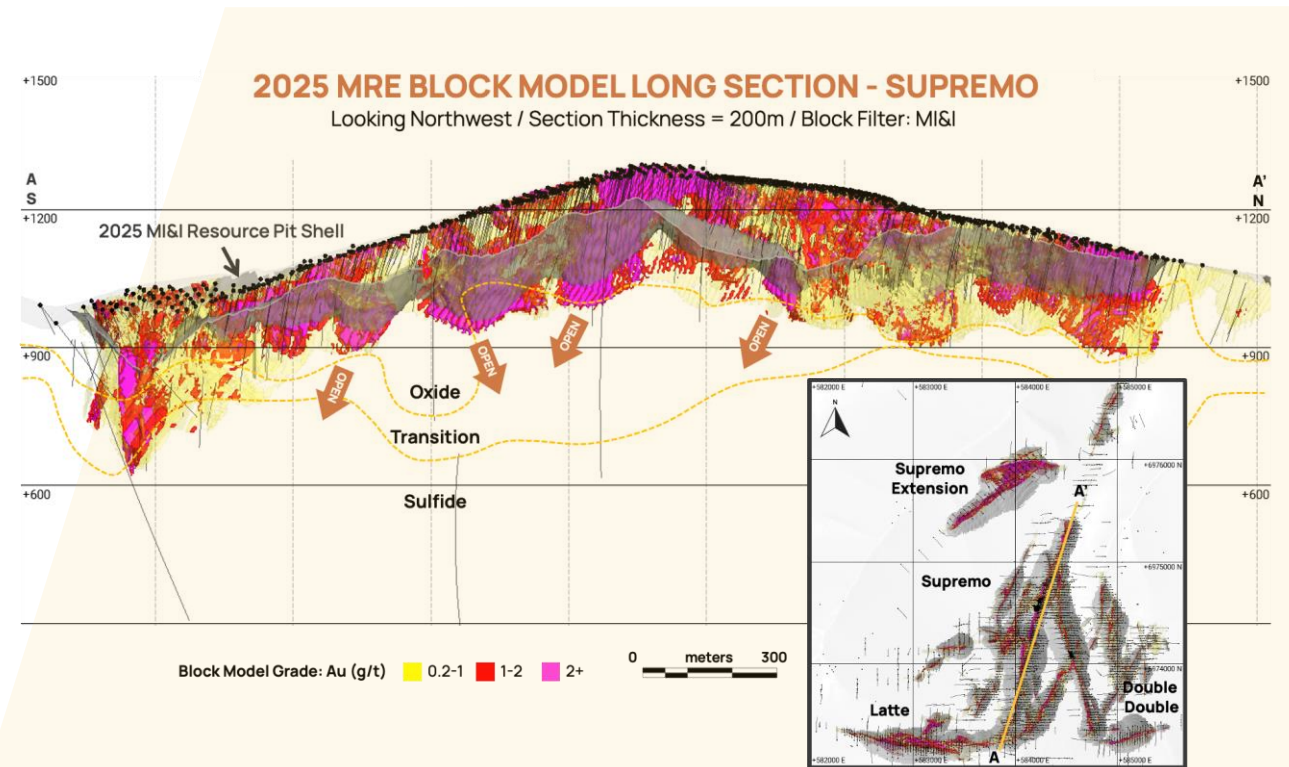 2025 MRE BLOCK MODEL LONG SECTION - SUPREMO
Looking Northwest / Section Thickness = 200m / Block Filter: MI&I
+1500
+1500
A
S
A'
N
+1200
+1200
2025 MI&I Resource Pit Shell
+900
+900
OPEN
OPEN
OPEN
OPEN
Oxide
Transition
Sulfide
+600
+600
Block Model Grade: Au (g/t)
0.2-1
1-2
2+
0 meters 300
+582000 E
+583000 E
+584000 E
+585000 E
N
Supremo
Extension
+6976000 N
A'
Supremo
+6975000 N
+6974000 N
Double
Double
Latte
A
+582000 E
+583000 E
+584000 E
+585000 E